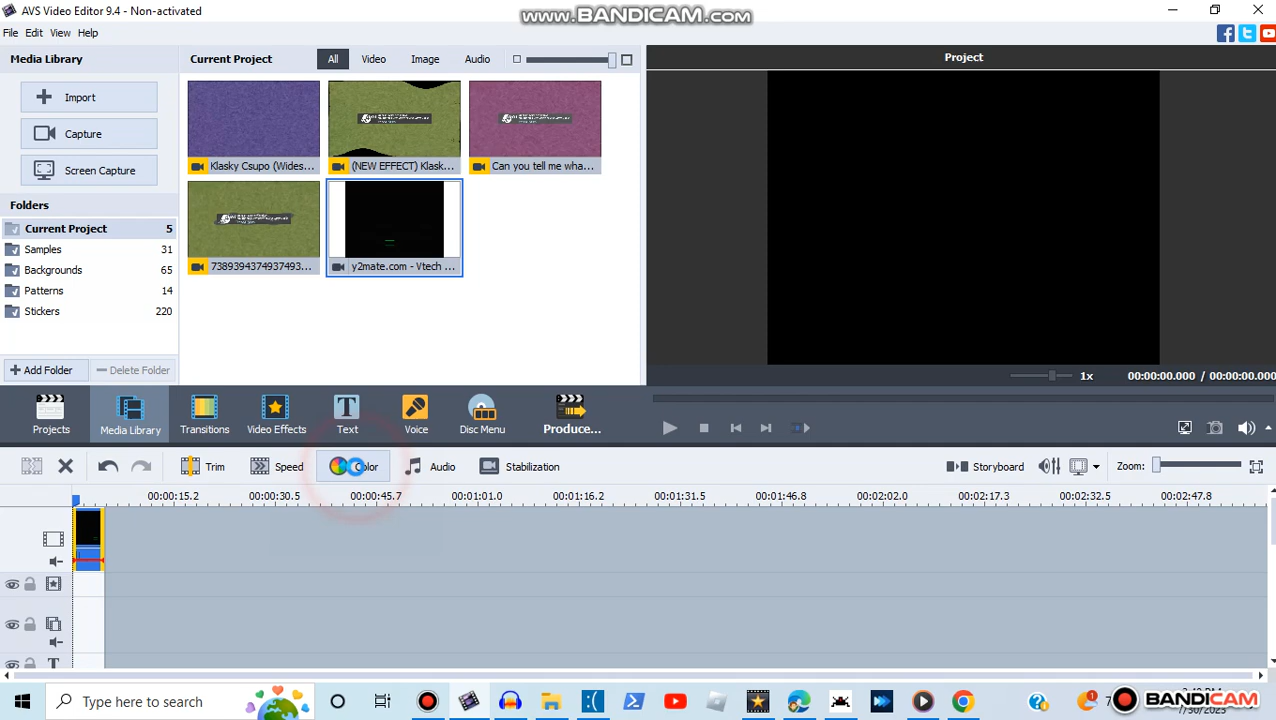 AVS Video Editor 9.4 - Non-activated
www.BANDICAM.com
File Edit View Help
Media Library
Current Project
All Video Image Audio
Project
Import
Capture
Screen Capture
Klasky Csupo (Wides...
(NEW EFFECT) Klask...
Can you tell me wha...
7389394374937493...
y2mate.com - Vtech ...
Folders
Current Project 5
Samples 31
Backgrounds 65
Patterns 14
Stickers 220
Add Folder
Delete Folder
1x
00:00:00.000 / 00:00:00.000
Projects
Media Library
Transitions
Video Effects
Text
Voice
Disc Menu
Produce...
Trim
Speed
Color
Audio
Stabilization
Storyboard
Zoom:
00:00:15.2 00:00:30.5 00:00:45.7 00:01:01.0 00:01:16.2 00:01:31.5 00:01:46.8 00:02:02.0 00:02:17.3 00:02:32.5 00:02:47.8
T
Type here to search
BANDICAM
7/30/2023